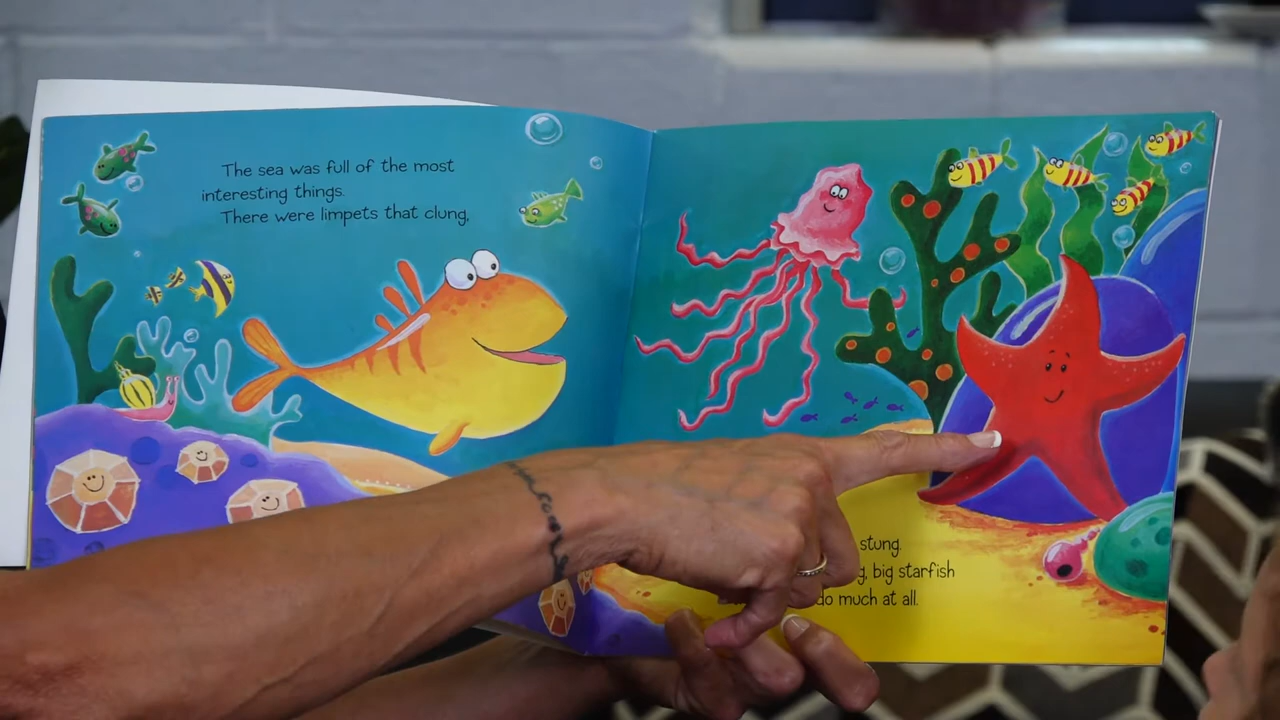 The sea was full of the most
interesting things.
There were limpets that clung,
stung.
big starfish
do much at all.